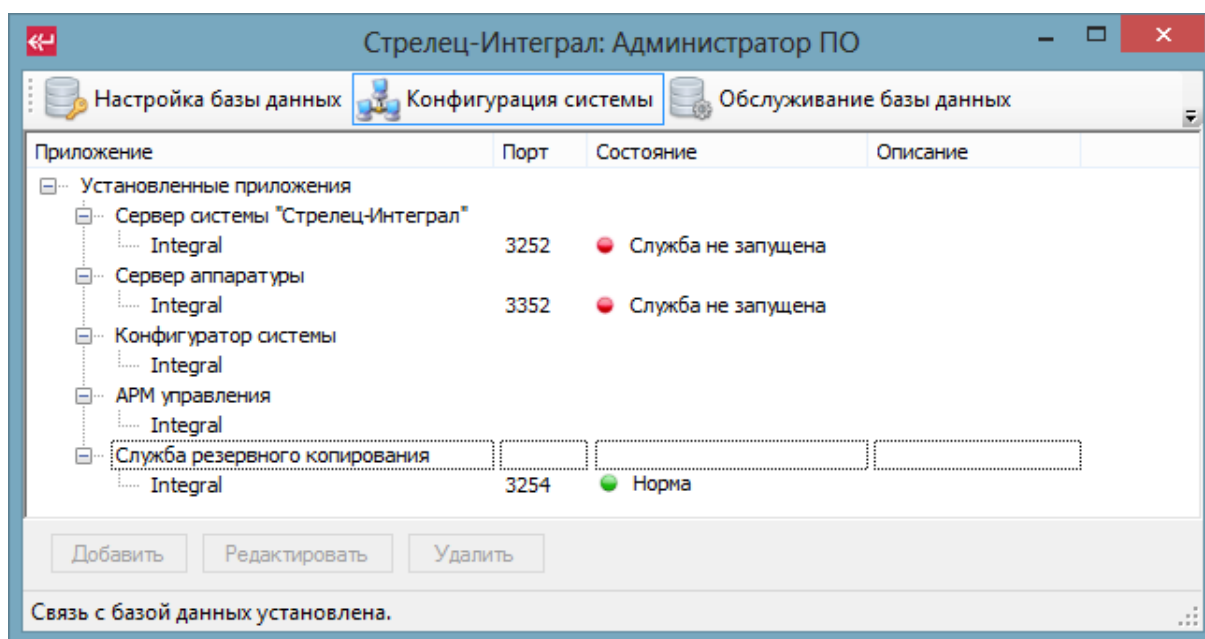 Стрелец-Интеграл: Администратор ПО
Настройка базы данных Конфигурация системы Обслуживание базы данных
Приложение Порт Состояние Описание
Установленные приложения
Сервер системы "Стрелец-Интеграл"
Integral 3252 Служба не запущена
Сервер аппаратуры
Integral 3352 Служба не запущена
Конфигуратор системы
Integral
АРМ управления
Integral
Служба резервного копирования
Integral 3254 Норма
Добавить Редактировать Удалить
Связь с базой данных установлена.